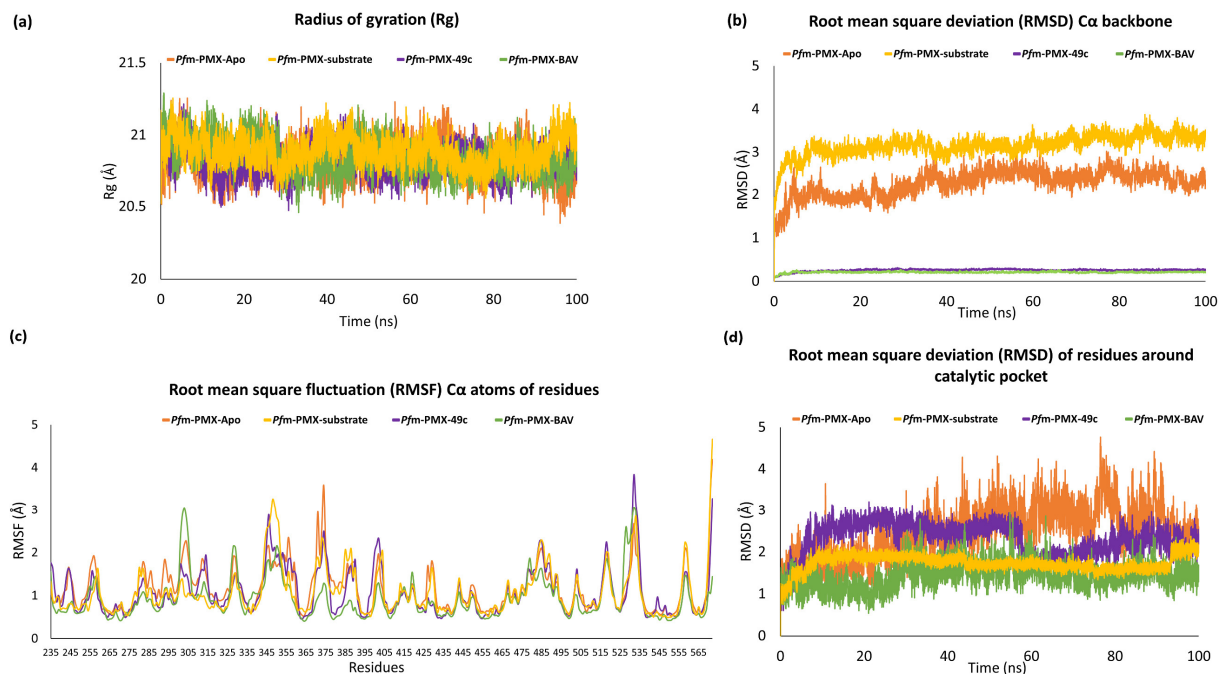 (a)
Radius of gyration (Rg)
Pfm-PMX-Apo Pfm-PMX-substrate Pfm-PMX-49c Pfm-PMX-BAV
21.5
21
20.5
20
Rg (Å)
0 20 40 60 80 100
Time (ns)
(b)
Root mean square deviation (RMSD) Cα backbone
Pfm-PMX-Apo Pfm-PMX-substrate Pfm-PMX-49c Pfm-PMX-BAV
5
4
3
2
1
0
RMSD (Å)
0 20 40 60 80 100
Time (ns)
(c)
Root mean square fluctuation (RMSF) Cα atoms of residues
Pfm-PMX-Apo Pfm-PMX-substrate Pfm-PMX-49c Pfm-PMX-BAV
5
4
3
2
1
0
RMSF (Å)
235 245 255 265 275 285 295 305 315 325 335 345 355 365 375 385 395 405 415 425 435 445 455 465 475 485 495 505 515 525 535 545 555 565
Residues
(d)
Root mean square deviation (RMSD) of residues around
catalytic pocket
Pfm-PMX-Apo Pfm-PMX-substrate Pfm-PMX-49c Pfm-PMX-BAV
5
4
3
2
1
0
RMSD (Å)
0 20 40 60 80 100
Time (ns)